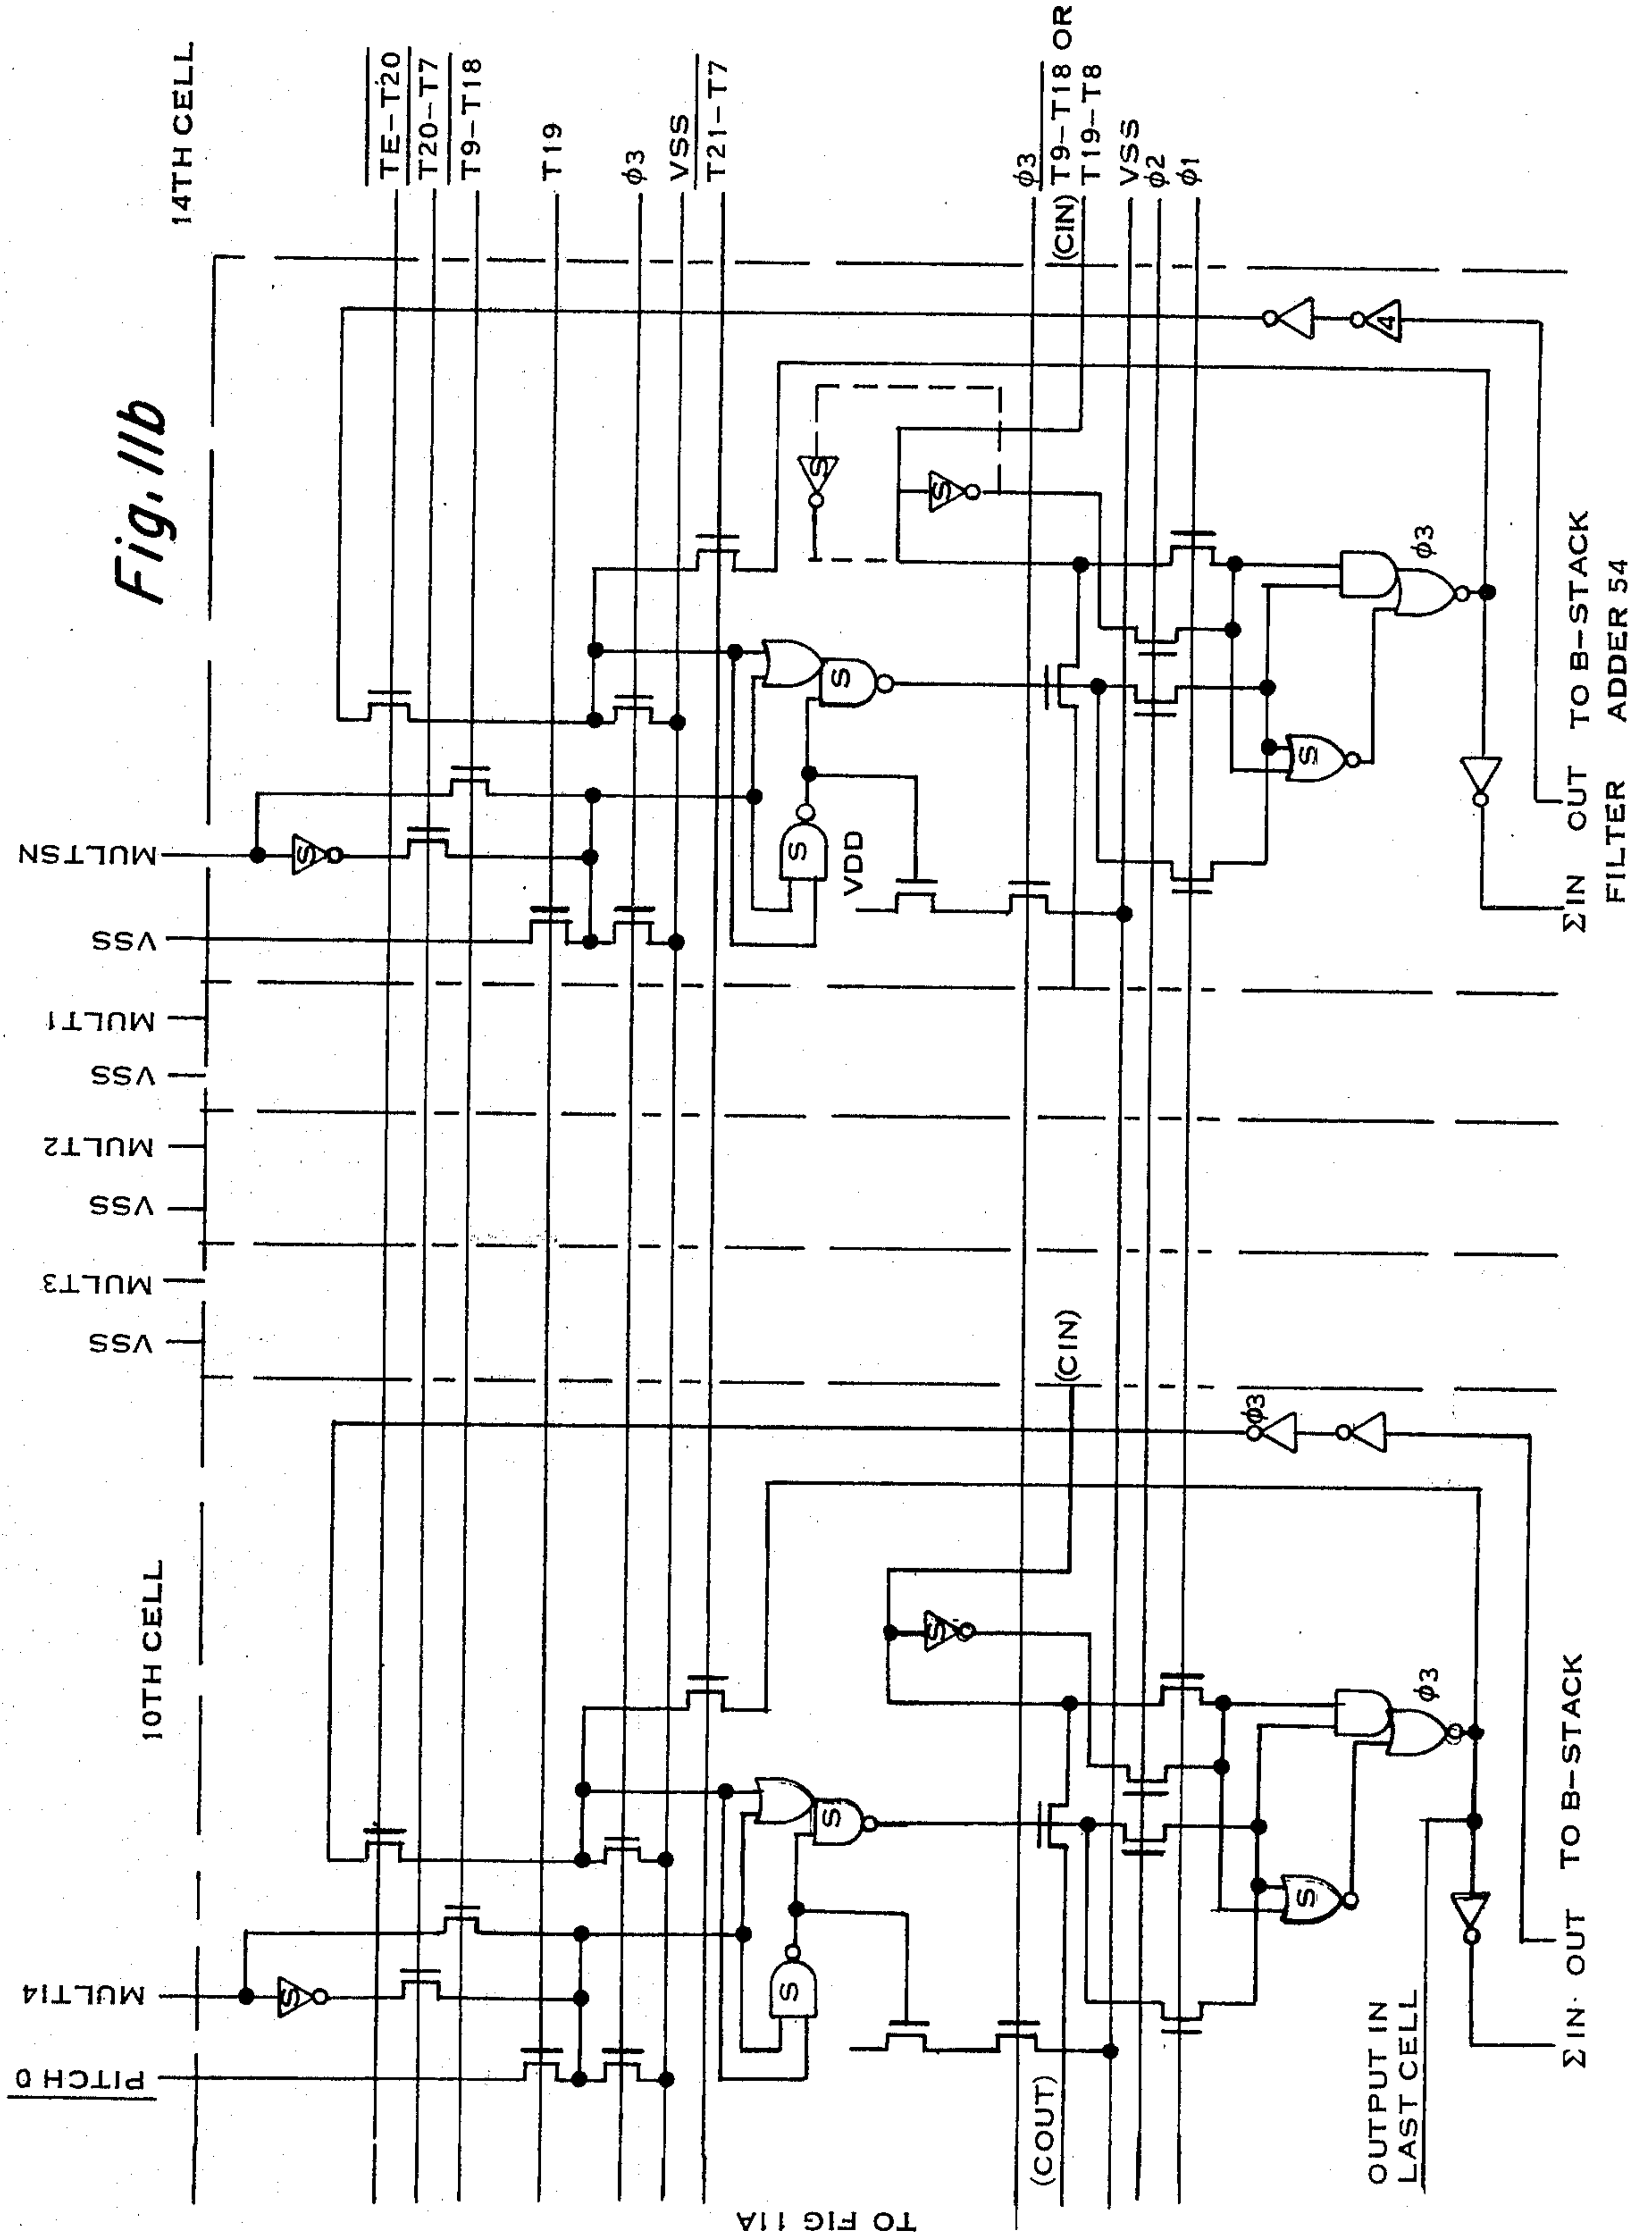 Fig. 11b
14TH CELL
TE-T20
T20-T7
T9-T18
T19
ϕ3
VSS
T21-T7
ϕ3
(CIN) T9-T18 OR
T19-T8
VSS
ϕ2
ϕ1
MULTSN
VSS
MULT1
VSS
MULT2
VSS
MULT3
VSS
MULT14
PITCH 0
S
S
S
S
S
VDD
S
4
ϕ3
ΣIN OUT TO B-STACK
FILTER ADDER 54
10TH CELL
(CIN)
S
S
S
S
S
ϕ3
ϕ3
(COUT)
OUTPUT IN
LAST CELL
ΣIN OUT TO B-STACK
TO FIG 11A